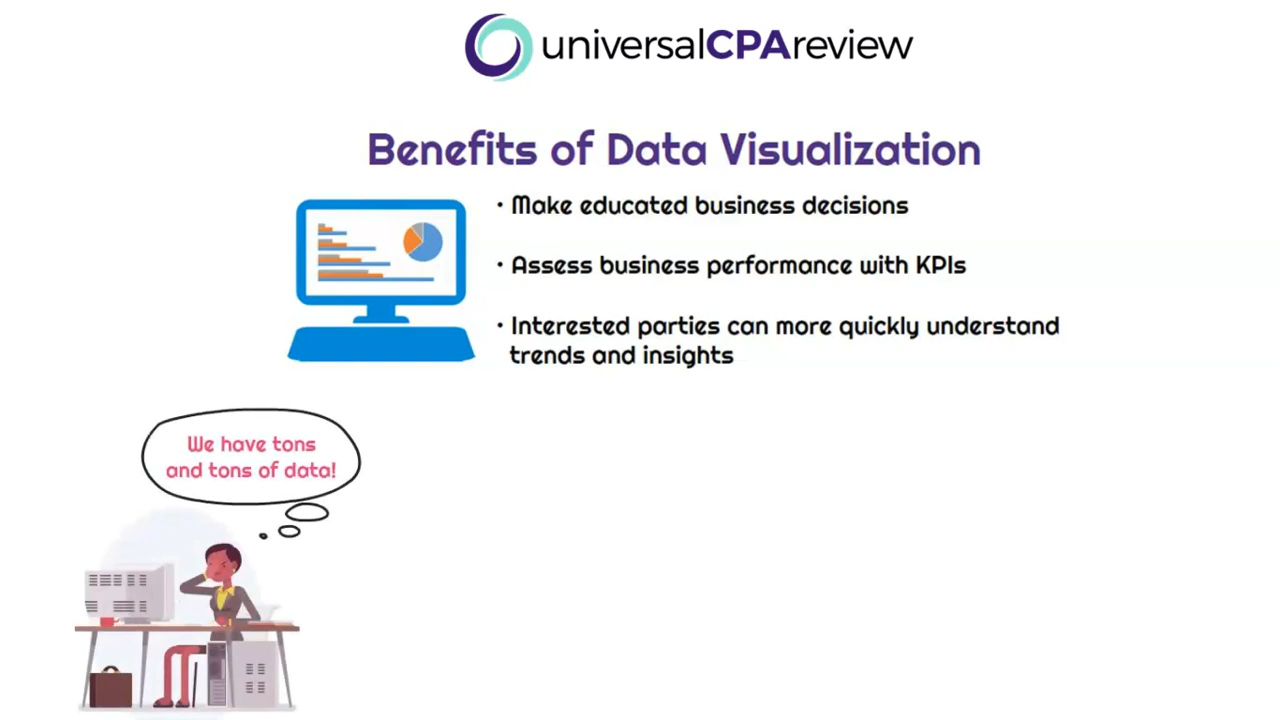 universalCPAreview
Benefits of Data Visualization
• Make educated business decisions
• Assess business performance with KPIs
• Interested parties can more quickly understand
trends and insights
We have tons
and tons of data!